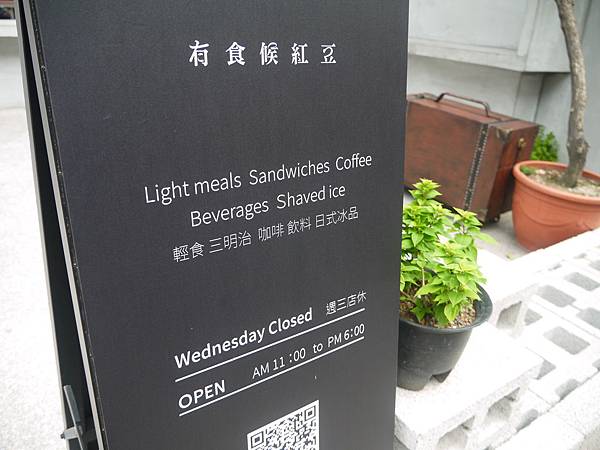 有食候紅豆
Light meals Sandwiches Coffee
Beverages Shaved ice
輕食 三明治 咖啡 飲料 日式冰品
Wednesday Closed 週三店休
OPEN AM 11:00 to PM 6:00